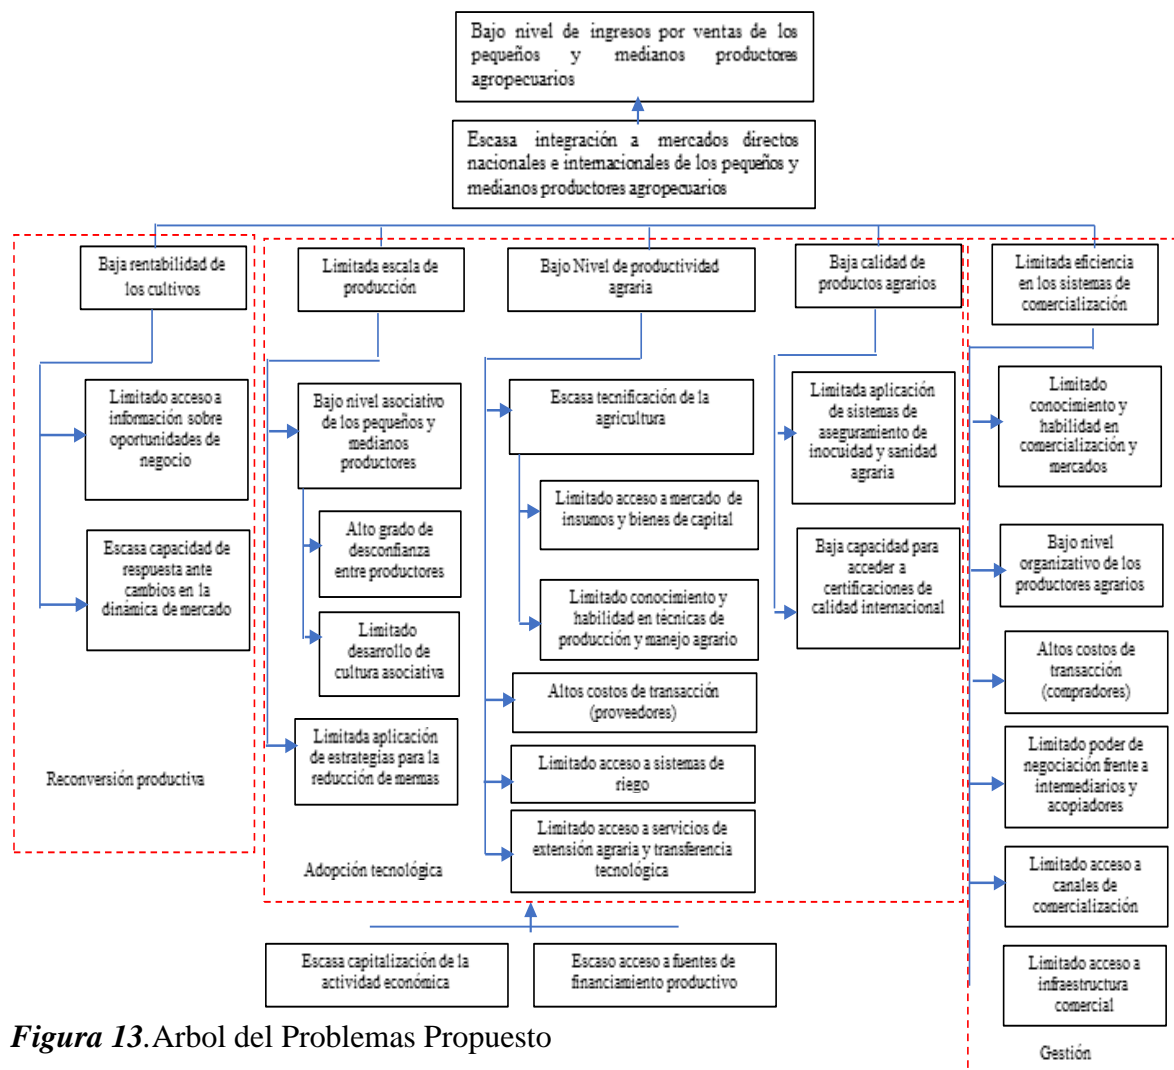 Bajo nivel de ingresos por ventas de los
pequeños y medianos productores
agropecuarios
Escasa integración a mercados directos
nacionales e internacionales de los pequeños y
medianos productores agropecuarios
Baja rentabilidad de
los cultivos
Limitado acceso a
información sobre
oportunidades de
negocio
Escasa capacidad de
respuesta ante
cambios en la
dinámica de mercado
Reconversión productiva
Limitada escala de
producción
Bajo nivel asociativo
de los pequeños y
medianos
productores
Alto grado de
desconfianza
entre productores
Limitado
desarrollo de
cultura asociativa
Limitada aplicación
de estrategias para la
reducción de mermas
Bajo Nivel de productividad
agraria
Escasa tecnificación de la
agricultura
Limitado acceso a mercado de
insumos y bienes de capital
Limitado conocimiento y
habilidad en técnicas de
producción y manejo agrario
Altos costos de transacción
(proveedores)
Limitado acceso a sistemas de
riego
Limitado acceso a servicios de
extensión agraria y transferencia
tecnológica
Baja calidad de
productos agrarios
Limitada aplicación
de sistemas de
aseguramiento de
inocuidad y sanidad
agraria
Baja capacidad para
acceder a
certificaciones de
calidad internacional
Adopción tecnológica
Limitada eficiencia
en los sistemas de
comercialización
Limitado
conocimiento y
habilidad en
comercialización y
mercados
Bajo nivel
organizativo de los
productores agrarios
Altos costos de
transacción
(compradores)
Limitado poder de
negociación frente a
intermediarios y
acopiadores
Limitado acceso a
canales de
comercialización
Limitado acceso a
infraestructura
comercial
Gestión
Escasa capitalización de la
actividad económica
Escaso acceso a fuentes de
financiamiento productivo
Figura 13.Arbol del Problemas Propuesto